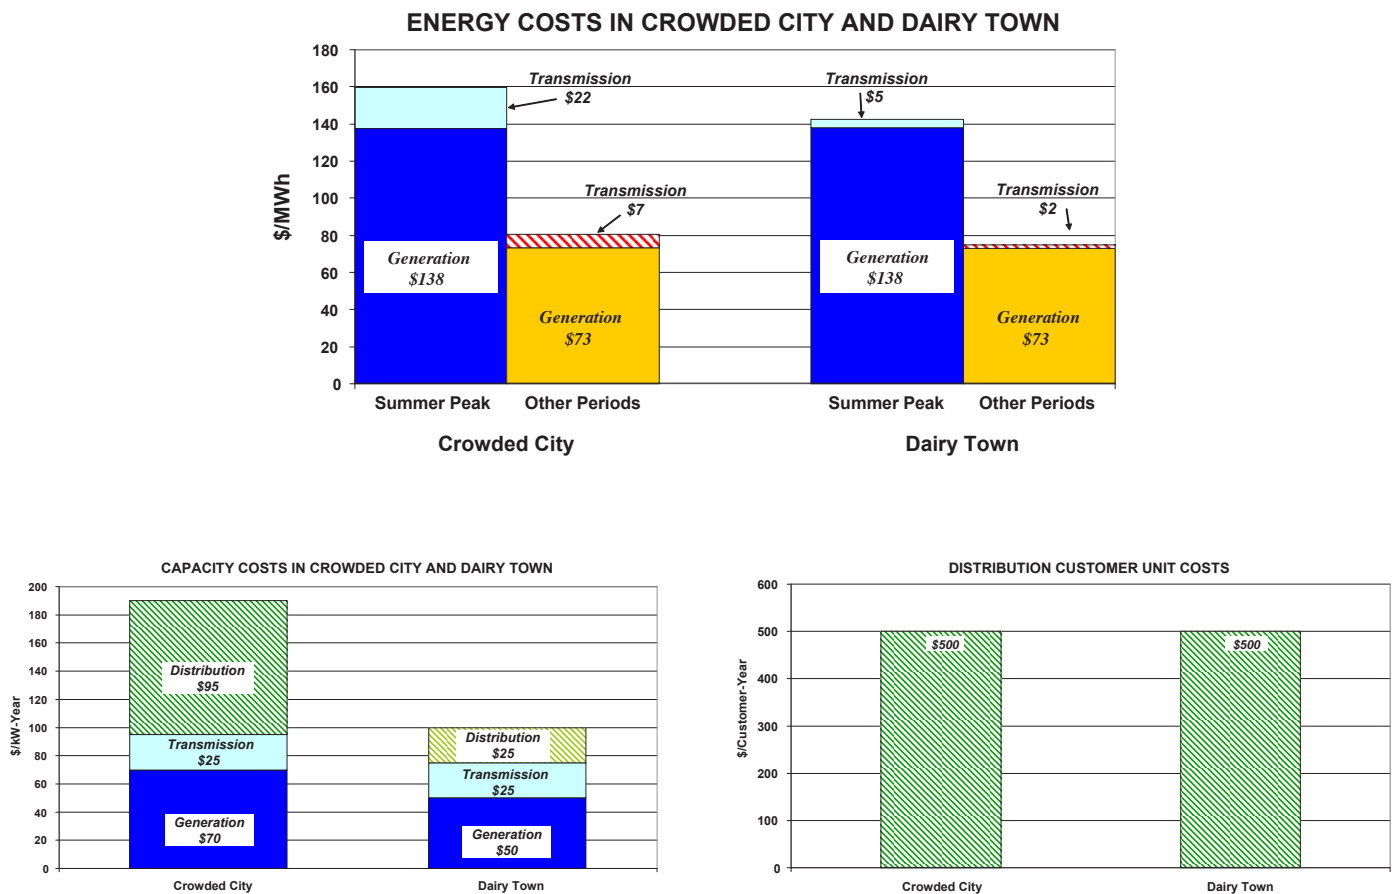 ENERGY COSTS IN CROWDED CITY AND DAIRY TOWN
180
160
140
120
100
80
60
40
20
0
$/MWh
Transmission
$22
Transmission
$5
Transmission
$7
Transmission
$2
Generation
$138
Generation
$73
Generation
$138
Generation
$73
Summer Peak
Other Periods
Summer Peak
Other Periods
Crowded City
Dairy Town
CAPACITY COSTS IN CROWDED CITY AND DAIRY TOWN
200
180
160
140
120
100
80
60
40
20
0
$/kW-Year
Distribution
$95
Transmission
$25
Generation
$70
Distribution
$25
Transmission
$25
Generation
$50
Crowded City
Dairy Town
DISTRIBUTION CUSTOMER UNIT COSTS
600
500
400
300
200
100
0
$/Customer-Year
$500
$500
Crowded City
Dairy Town